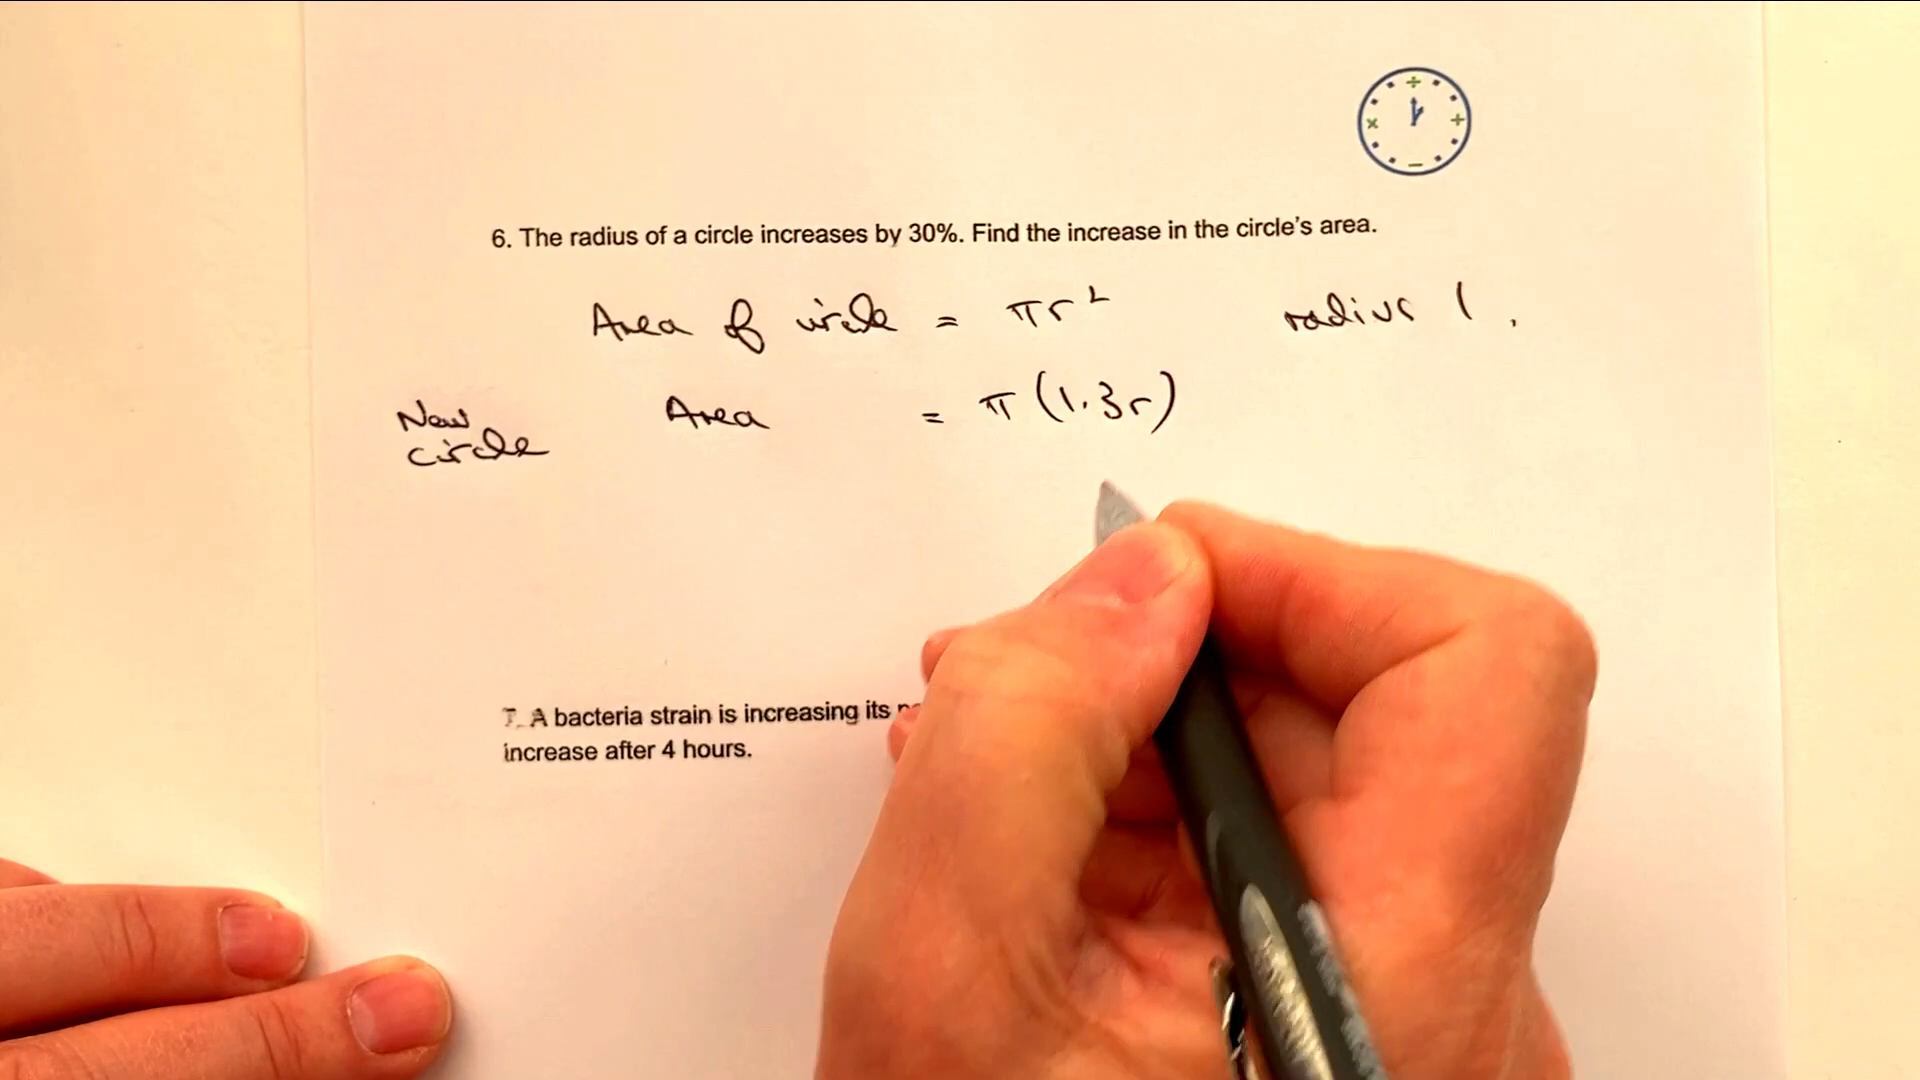 6. The radius of a circle increases by 30%. Find the increase in the circle's area.
Area of circle = πr² radius 1.
New circle Area = π(1.3r)
7. A bacteria strain is increasing its
increase after 4 hours.